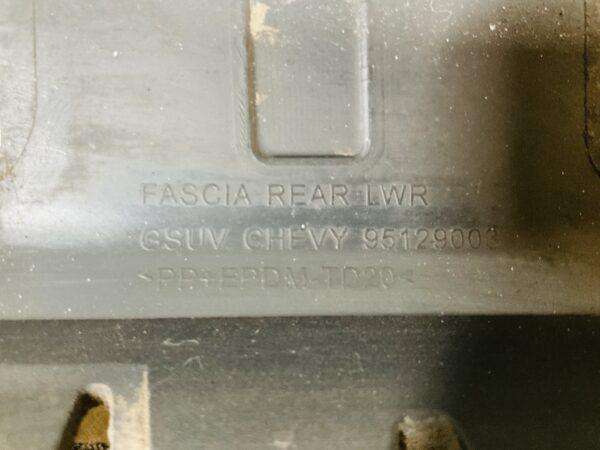 FASCIA REAR LWR
GSUV CHEVY 95129003
>PP+EPDM-TD20<